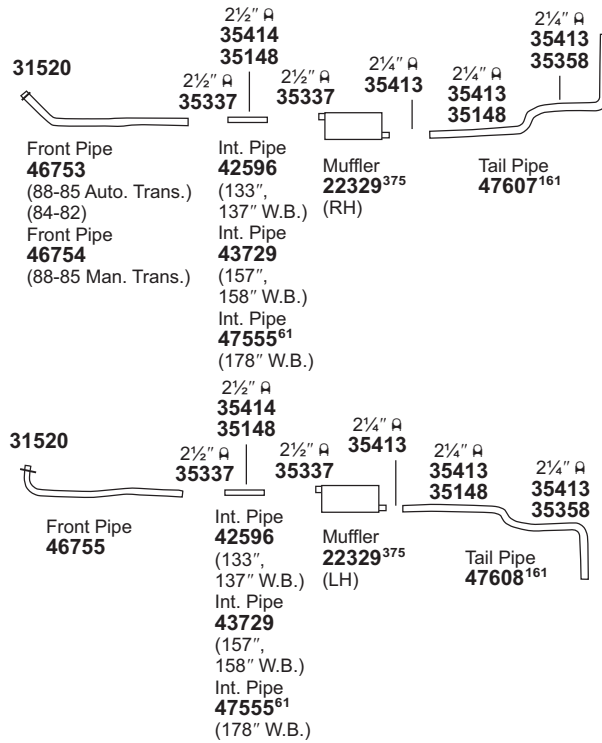 2½″
35414
35148
31520
2½″
35337
2½″
35337
2¼″
35413
2¼″
35413
35148
2¼″
35413
35358
Front Pipe
46753
(88-85 Auto. Trans.)
(84-82)
Front Pipe
46754
(88-85 Man. Trans.)
Int. Pipe
42596
(133″,
137″ W.B.)
Int. Pipe
43729
(157″,
158″ W.B.)
Int. Pipe
47555⁶¹
(178″ W.B.)
Muffler
22329³⁷⁵
(RH)
Tail Pipe
47607¹⁶¹
2½″
35414
35148
31520
2½″
35337
2½″
35337
2¼″
35413
2¼″
35413
35148
2¼″
35413
35358
Front Pipe
46755
Int. Pipe
42596
(133″,
137″ W.B.)
Int. Pipe
43729
(157″,
158″ W.B.)
Int. Pipe
47555⁶¹
(178″ W.B.)
Muffler
22329³⁷⁵
(LH)
Tail Pipe
47608¹⁶¹